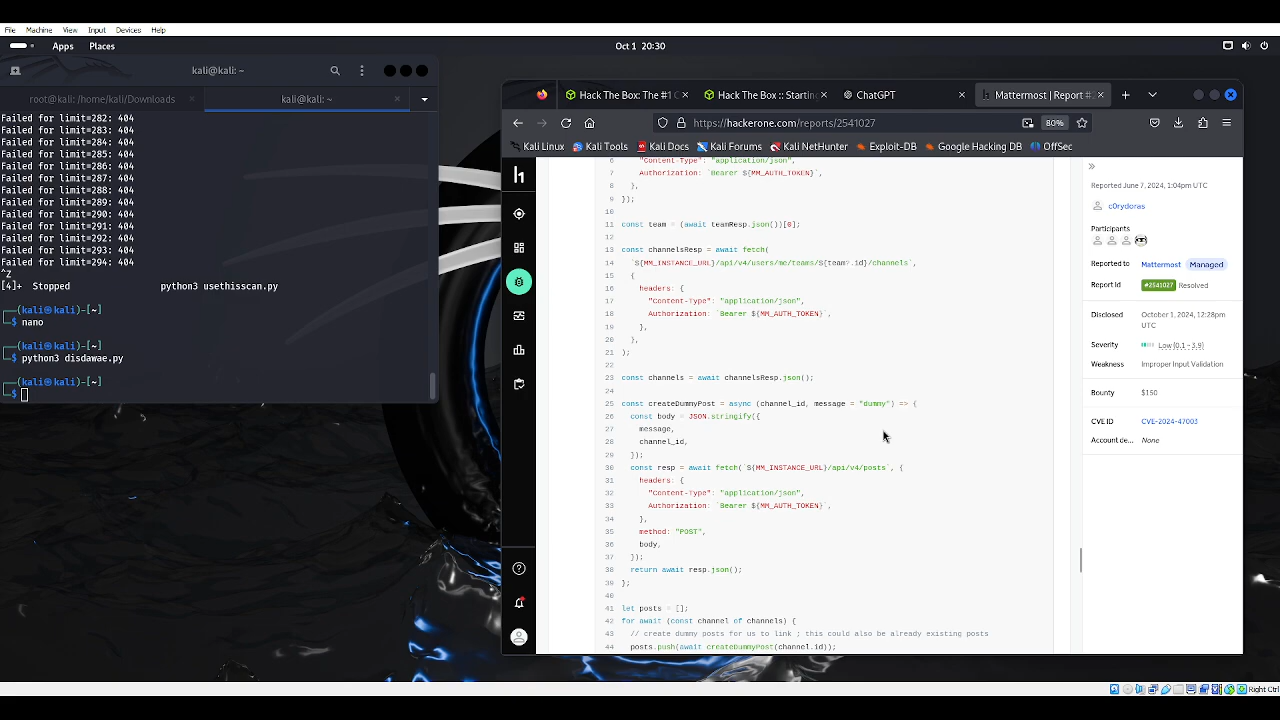 File Machine View Input Devices Help
Apps Places
Oct 1 20:30
kali@kali: ~
root@kali: /home/kali/Downloads
kali@kali: ~
Failed for limit=282: 404
Failed for limit=283: 404
Failed for limit=284: 404
Failed for limit=285: 404
Failed for limit=286: 404
Failed for limit=287: 404
Failed for limit=288: 404
Failed for limit=289: 404
Failed for limit=290: 404
Failed for limit=291: 404
Failed for limit=292: 404
Failed for limit=293: 404
Failed for limit=294: 404
^Z
[4]+ Stopped python3 usethisscan.py
┌──(kali㉿kali)-[~]
└─$ nano
┌──(kali㉿kali)-[~]
└─$ python3 disdawae.py
┌──(kali㉿kali)-[~]
└─$
Hack The Box: The #1 C
Hack The Box :: Startin
ChatGPT
Mattermost | Report #2
https://hackerone.com/reports/2541027
80%
Kali Linux Kali Tools Kali Docs Kali Forums Kali NetHunter Exploit-DB Google Hacking DB OffSec
6 "Content-Type": "application/json",
7 Authorization: `Bearer ${MM_AUTH_TOKEN}`,
8 },
9 });
10
11 const team = (await teamResp.json())[0];
12
13 const channelsResp = await fetch(
14 `${MM_INSTANCE_URL}/api/v4/users/me/teams/${team?.id}/channels`,
15 {
16 headers: {
17 "Content-Type": "application/json",
18 Authorization: `Bearer ${MM_AUTH_TOKEN}`,
19 },
20 },
21 );
22
23 const channels = await channelsResp.json();
24
25 const createDummyPost = async (channel_id, message = "dummy") => {
26 const body = JSON.stringify({
27 message,
28 channel_id,
29 });
30 const resp = await fetch(`${MM_INSTANCE_URL}/api/v4/posts`, {
31 headers: {
32 "Content-Type": "application/json",
33 Authorization: `Bearer ${MM_AUTH_TOKEN}`,
34 },
35 method: "POST",
36 body,
37 });
38 return await resp.json();
39 };
40
41 let posts = [];
42 for await (const channel of channels) {
43 // create dummy posts for us to link ; this could also be already existing posts
44 posts.push(await createDummyPost(channel.id));
Reported June 7, 2024, 1:04pm UTC
c0rydoras
Participants
Reported to Mattermost Managed
Report Id #2541027 Resolved
Disclosed October 1, 2024, 12:28pm
UTC
Severity Low (0.1 ~ 3.9)
Weakness Improper Input Validation
Bounty $150
CVE ID CVE-2024-47003
Account de... None
Right Ctrl